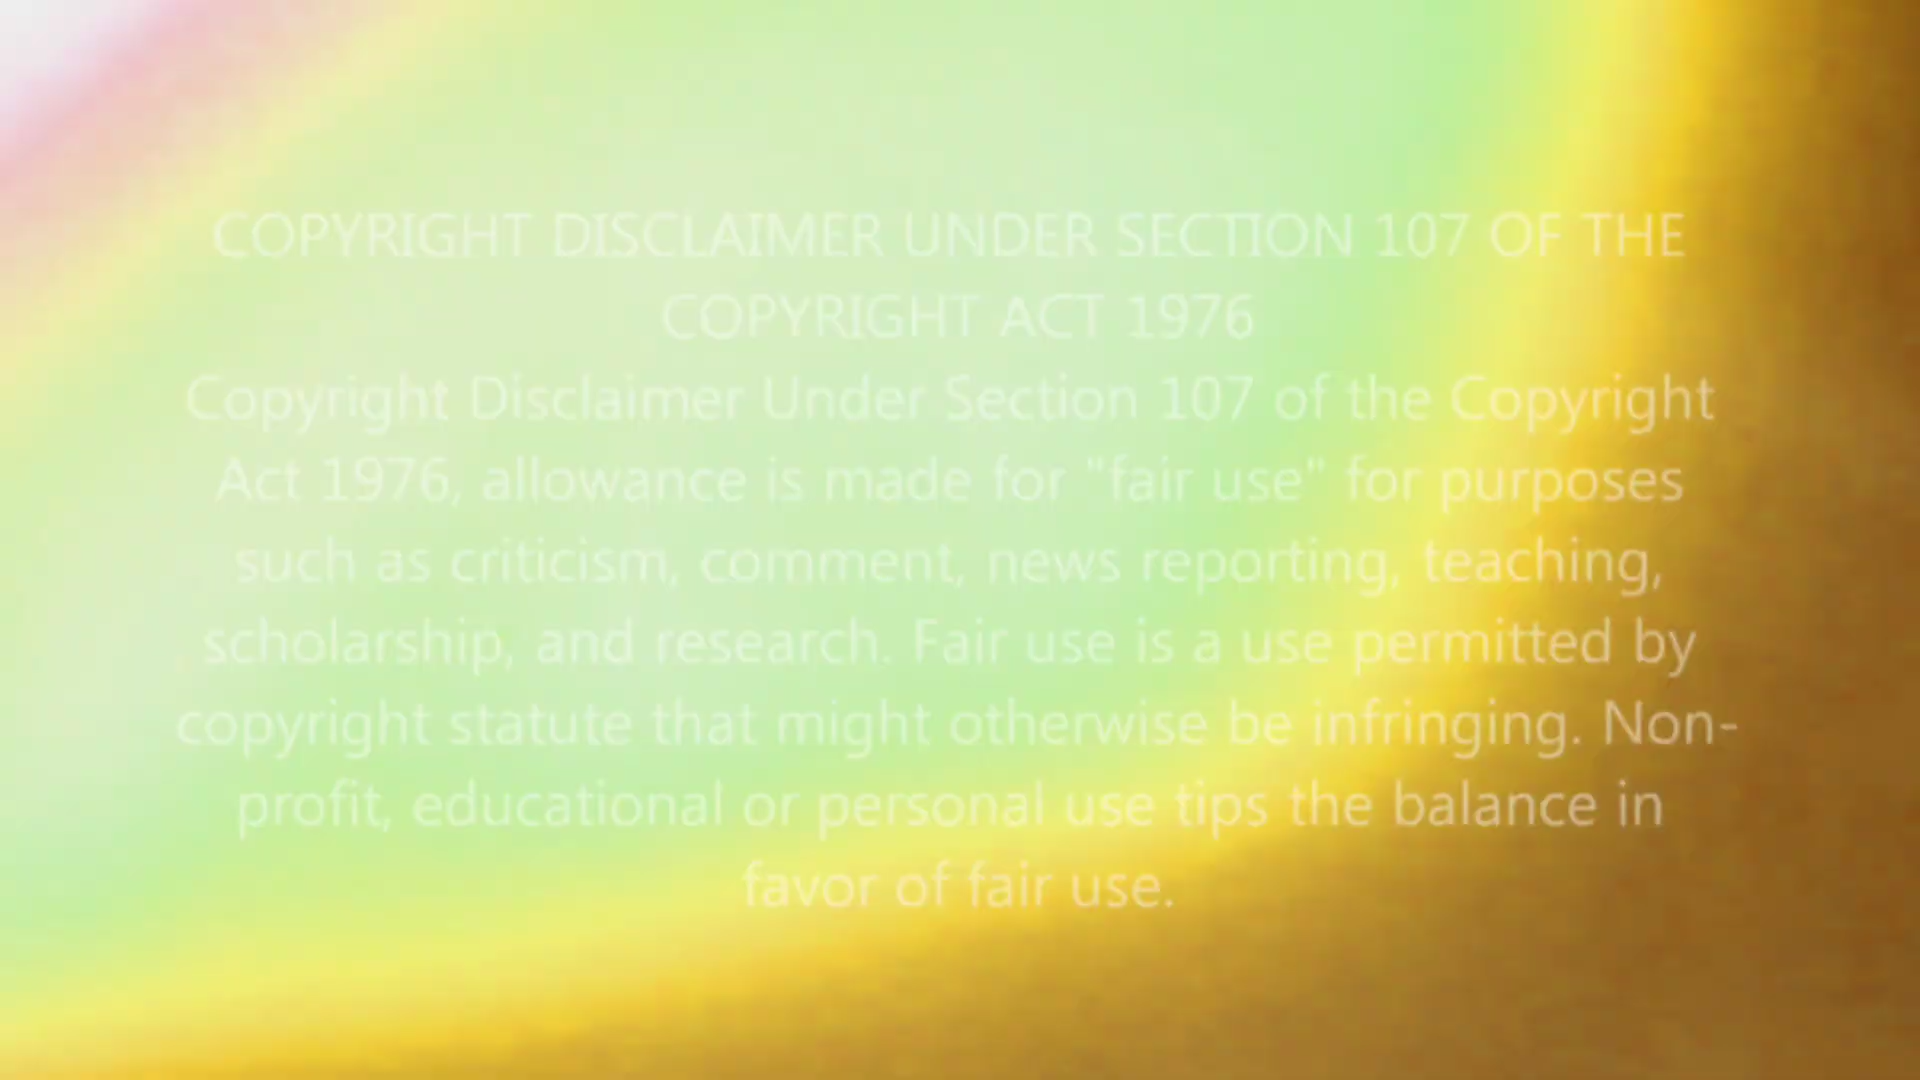 COPYRIGHT DISCLAIMER UNDER SECTION 107 OF THE
COPYRIGHT ACT 1976
Copyright Disclaimer Under Section 107 of the Copyright
Act 1976, allowance is made for "fair use" for purposes
such as criticism, comment, news reporting, teaching,
scholarship, and research. Fair use is a use permitted by
copyright statute that might otherwise be infringing. Non-
profit, educational or personal use tips the balance in
favor of fair use.